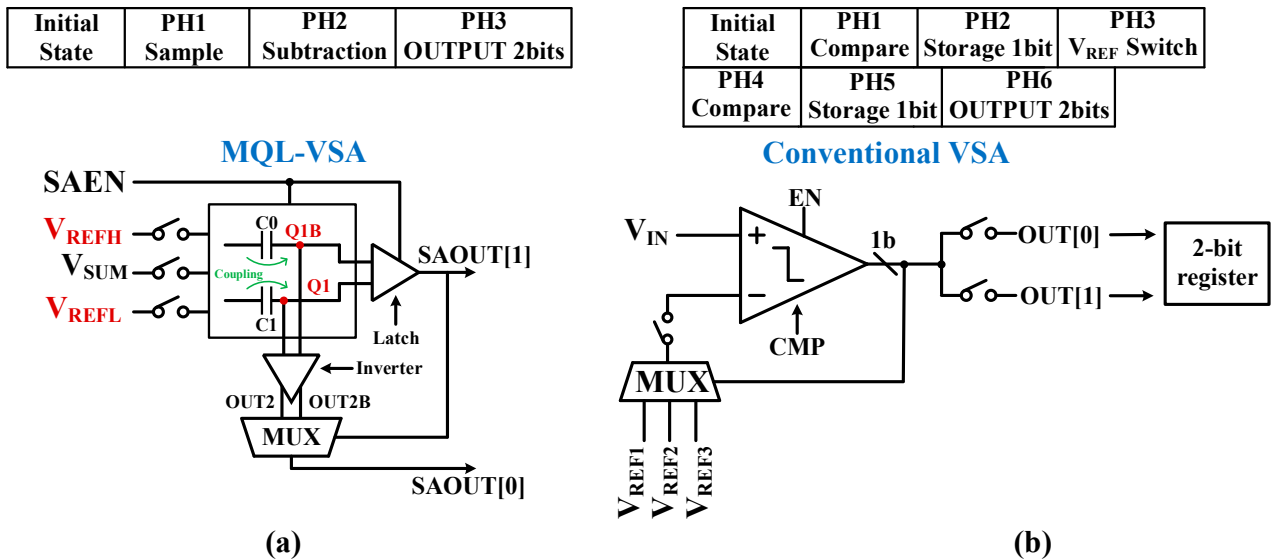 Initial State
PH1 Sample
PH2 Subtraction
PH3 OUTPUT 2bits
MQL-VSA
SAEN
VREFH
VSUM
VREFL
C0
Q1B
Coupling
Q1
C1
SAOUT[1]
Latch
Inverter
OUT2
OUT2B
MUX
SAOUT[0]
(a)
Initial State
PH1 Compare
PH2 Storage 1bit
PH3 VREF Switch
PH4 Compare
PH5 Storage 1bit
PH6 OUTPUT 2bits
Conventional VSA
EN
VIN
+
−
1b
CMP
OUT[0]
OUT[1]
2-bit register
MUX
VREF1
VREF2
VREF3
(b)